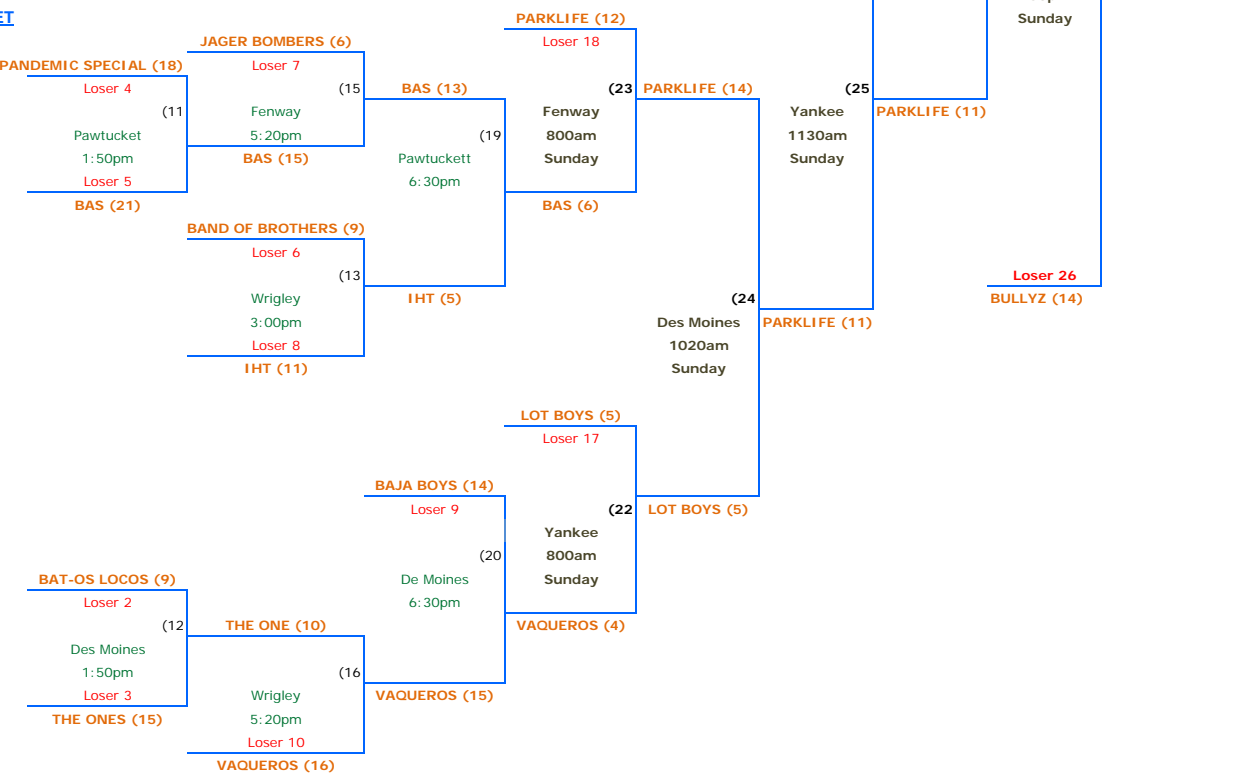 ET
Sunday
PARKLIFE (12)
Loser 18
JAGER BOMBERS (6)
Loser 7
PANDEMIC SPECIAL (18)
Loser 4
(15
BAS (13)
(23
PARKLIFE (14)
(25
(11
Fenway
Fenway
Yankee
PARKLIFE (11)
Pawtucket
5:20pm
(19
800am
1130am
1:50pm
BAS (15)
Pawtuckett
Sunday
Sunday
Loser 5
6:30pm
BAS (21)
BAS (6)
BAND OF BROTHERS (9)
Loser 6
(13
Loser 26
Wrigley
IHT (5)
(24
BULLYZ (14)
3:00pm
Des Moines
PARKLIFE (11)
Loser 8
1020am
IHT (11)
Sunday
LOT BOYS (5)
Loser 17
BAJA BOYS (14)
Loser 9
(22
LOT BOYS (5)
Yankee
(20
800am
BAT-OS LOCOS (9)
De Moines
Sunday
Loser 2
6:30pm
(12
THE ONE (10)
VAQUEROS (4)
Des Moines
1:50pm
(16
Loser 3
Wrigley
VAQUEROS (15)
THE ONES (15)
5:20pm
Loser 10
VAQUEROS (16)